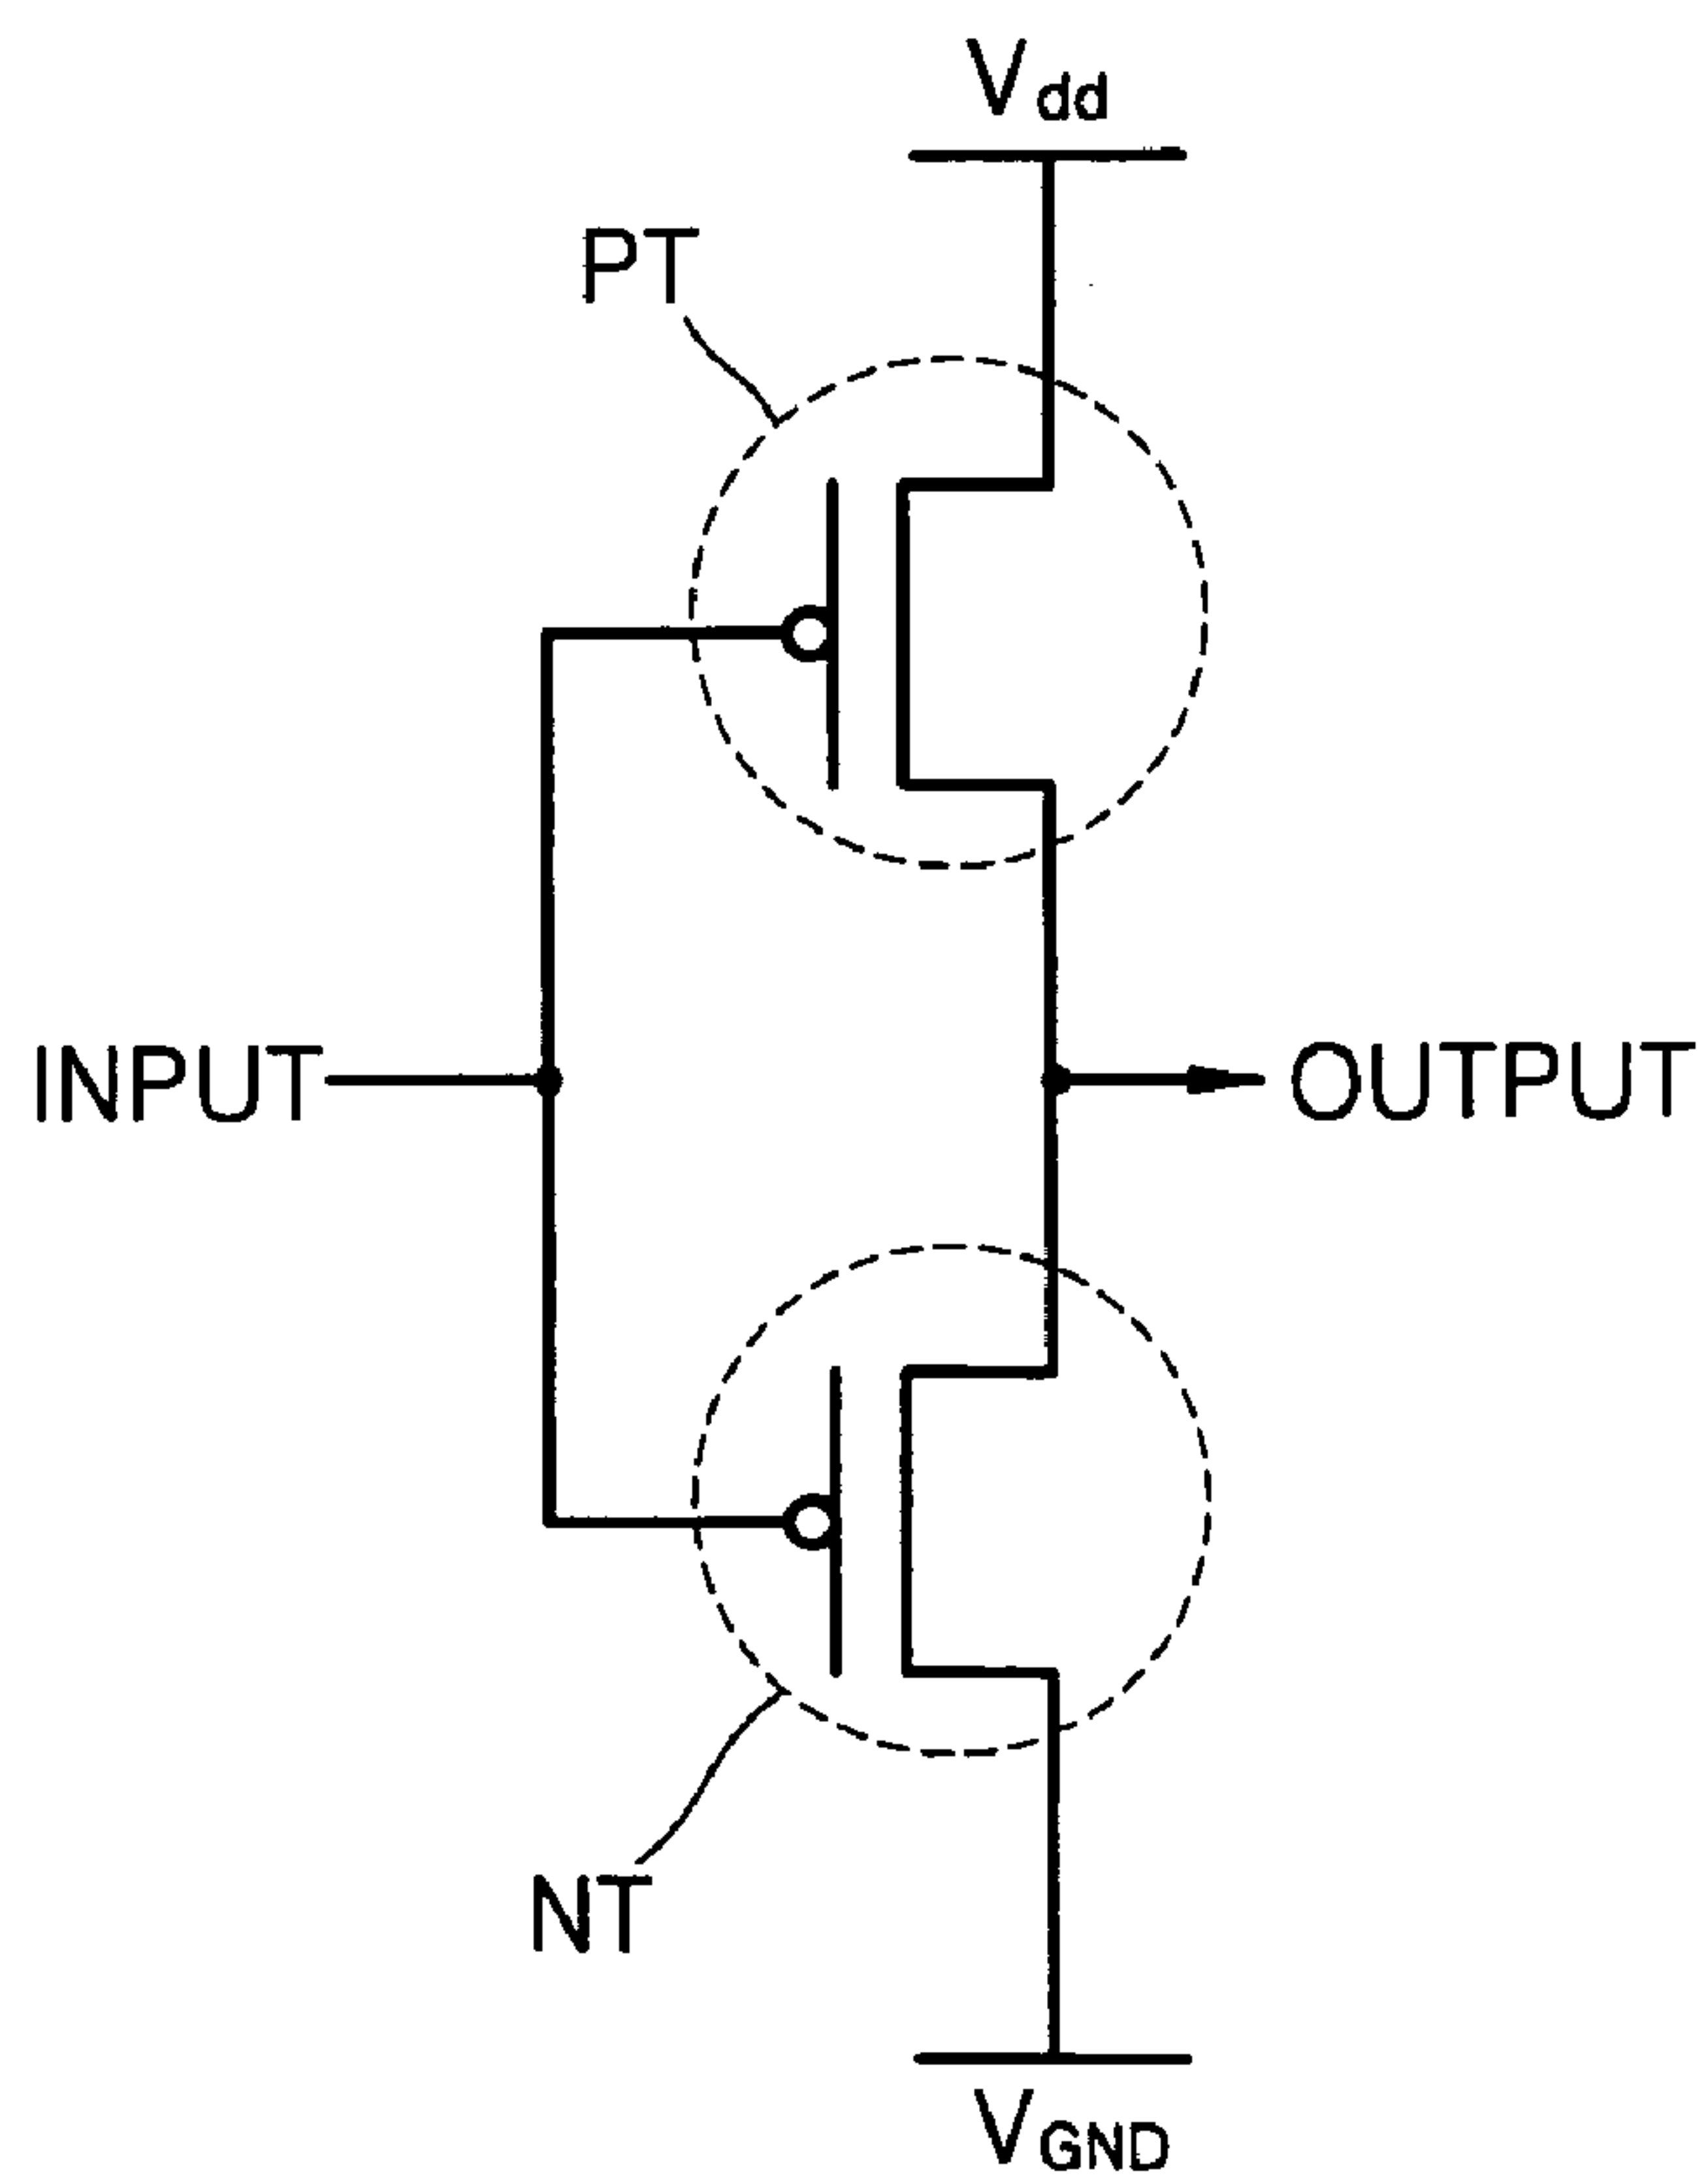 Vdd
PT
INPUT
OUTPUT
NT
VGND